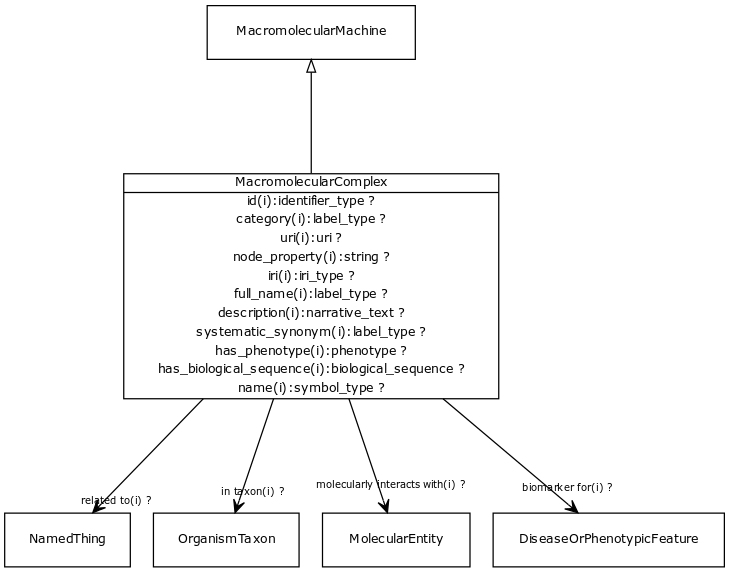 MacromolecularMachine
MacromolecularComplex
id(i):identifier_type ?
category(i):label_type ?
uri(i):uri ?
node_property(i):string ?
iri(i):iri_type ?
full_name(i):label_type ?
description(i):narrative_text ?
systematic_synonym(i):label_type ?
has_phenotype(i):phenotype ?
has_biological_sequence(i):biological_sequence ?
name(i):symbol_type ?
related to(i) ?
in taxon(i) ?
molecularly interacts with(i) ?
biomarker for(i) ?
NamedThing
OrganismTaxon
MolecularEntity
DiseaseOrPhenotypicFeature